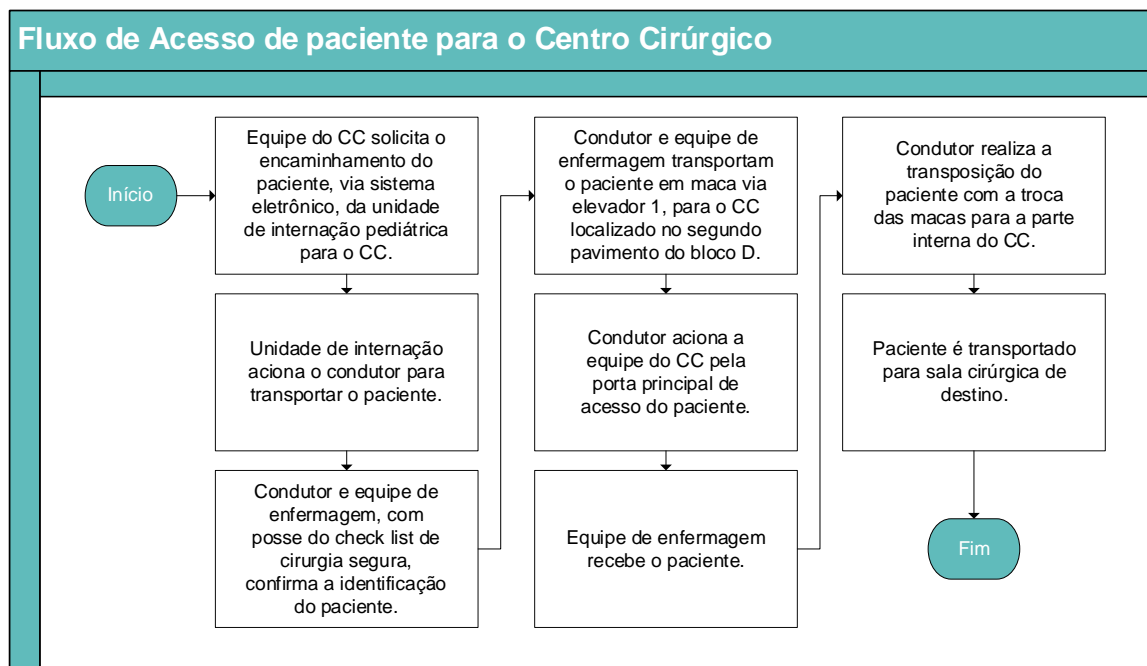 Fluxo de Acesso de paciente para o Centro Cirúrgico
Início
Equipe do CC solicita o
encaminhamento do
paciente, via sistema
eletrônico, da unidade
de internação pediátrica
para o CC.
Unidade de internação
aciona o condutor para
transportar o paciente.
Condutor e equipe de
enfermagem, com
posse do check list de
cirurgia segura,
confirma a identificação
do paciente.
Condutor e equipe de
enfermagem transportam
o paciente em maca via
elevador 1, para o CC
localizado no segundo
pavimento do bloco D.
Condutor aciona a
equipe do CC pela
porta principal de
acesso do paciente.
Equipe de enfermagem
recebe o paciente.
Condutor realiza a
transposição do
paciente com a troca
das macas para a parte
interna do CC.
Paciente é transportado
para sala cirúrgica de
destino.
Fim